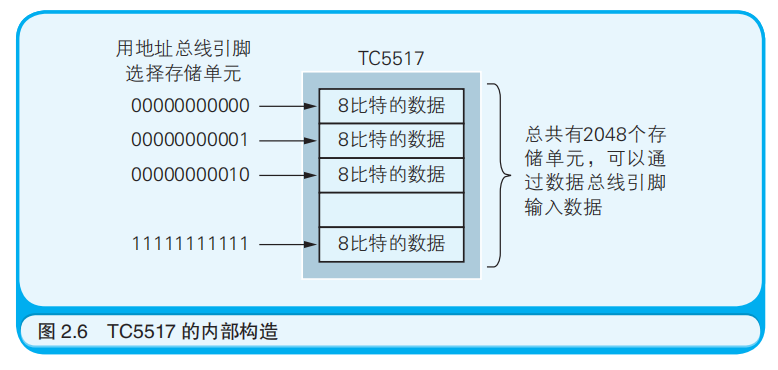 用地址总线引脚
选择存储单元
TC5517
00000000000
8比特的数据
00000000001
8比特的数据
00000000010
8比特的数据
11111111111
8比特的数据
总共有2048个存
储单元，可以通
过数据总线引脚
输入数据
图 2.6 TC5517 的内部构造